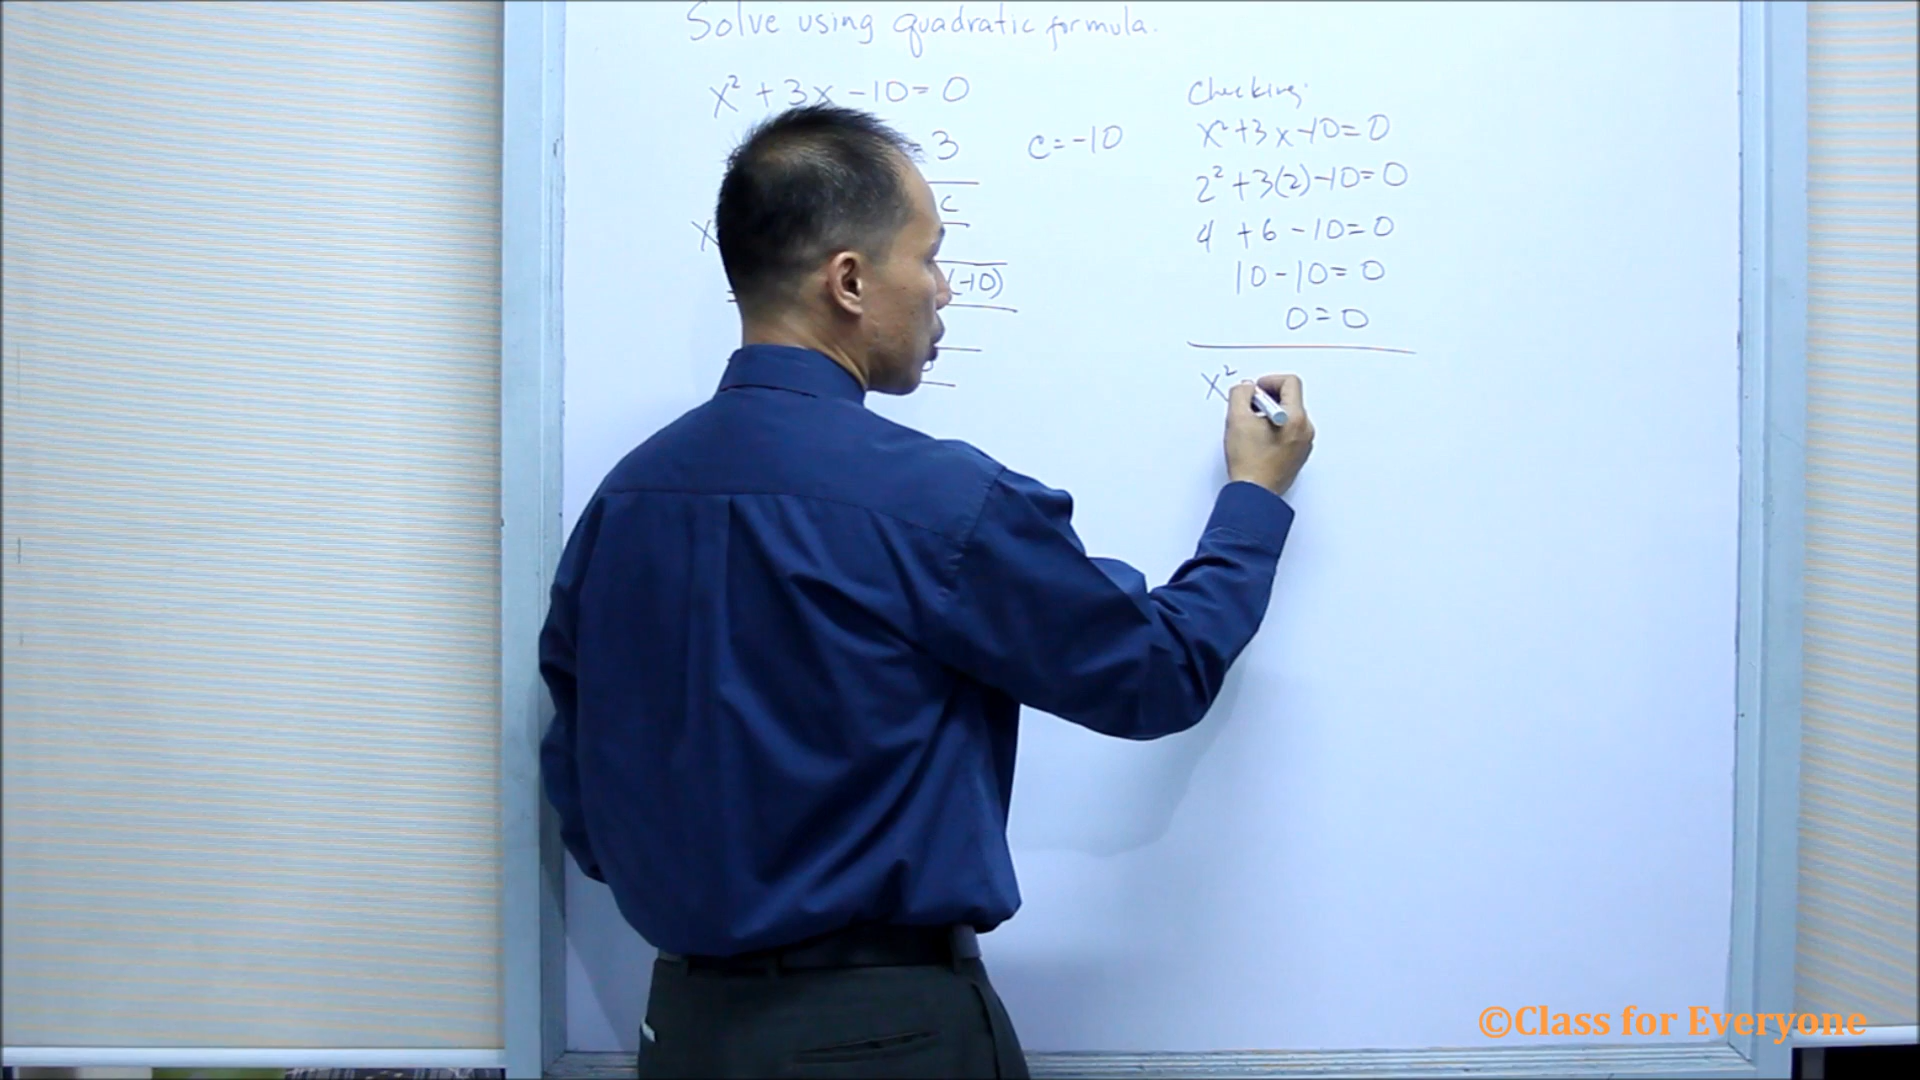 Solve using quadratic formula.
x² + 3x - 10 = 0
3 c = -10
c
x
(-10)
Checking:
x² + 3x - 10 = 0
2² + 3(2) - 10 = 0
4 + 6 - 10 = 0
10 - 10 = 0
0 = 0
x²
©Class for Everyone